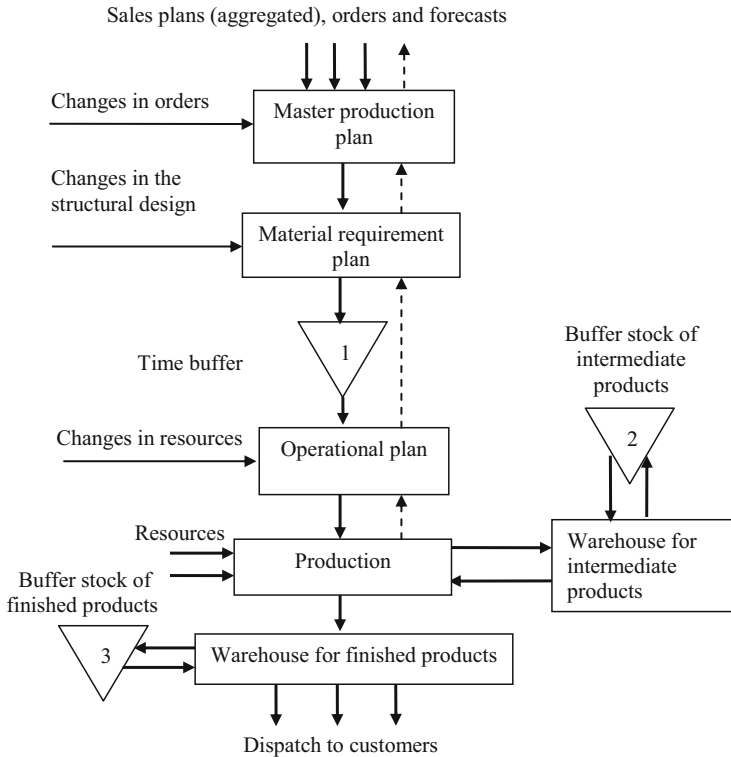 Sales plans (aggregated), orders and forecasts
Changes in orders
Master production
plan
Changes in the
structural design
Material requirement
plan
Time buffer
1
Buffer stock of
intermediate
products
2
Changes in resources
Operational plan
Resources
Production
Warehouse for
intermediate
products
Buffer stock of
finished products
3
Warehouse for finished products
Dispatch to customers